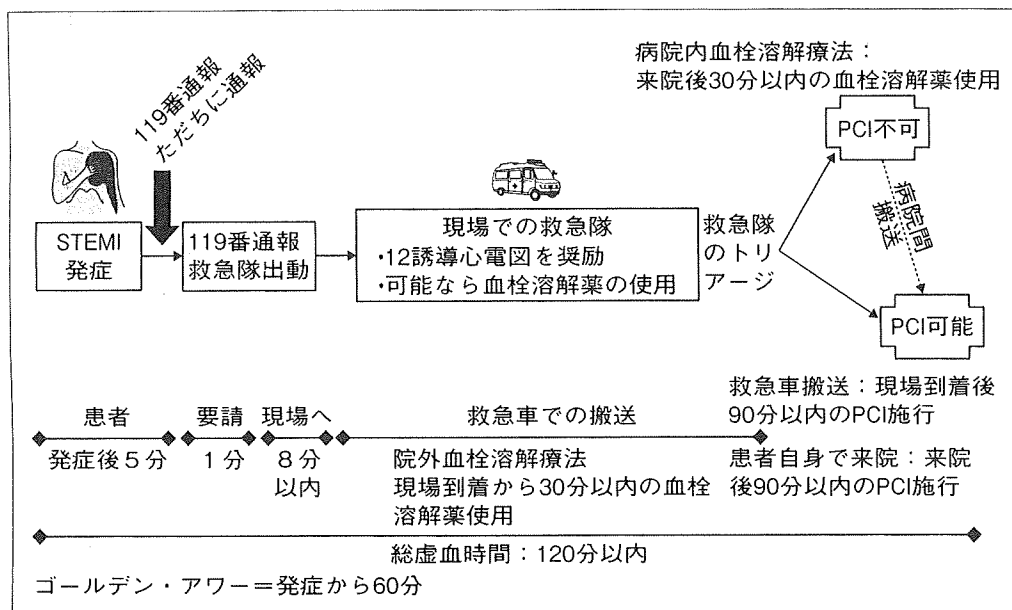 病院内血栓溶解療法：
来院後30分以内の血栓溶解薬使用
119番通報
ただちに通報
PCI不可
STEMI
発症
119番通報
救急隊出動
現場での救急隊
・12誘導心電図を奨励
・可能なら血栓溶解薬の使用
救急隊
のトリ
アージ
病院間
搬送
PCI可能
救急車搬送：現場到着後
90分以内のPCI施行
患者
要請
現場へ
救急車での搬送
発症後5分
1分
8分
以内
院外血栓溶解療法
現場到着から30分以内の血栓
溶解薬使用
患者自身で来院：来院
後90分以内のPCI施行
総虚血時間：120分以内
ゴールデン・アワー＝発症から60分